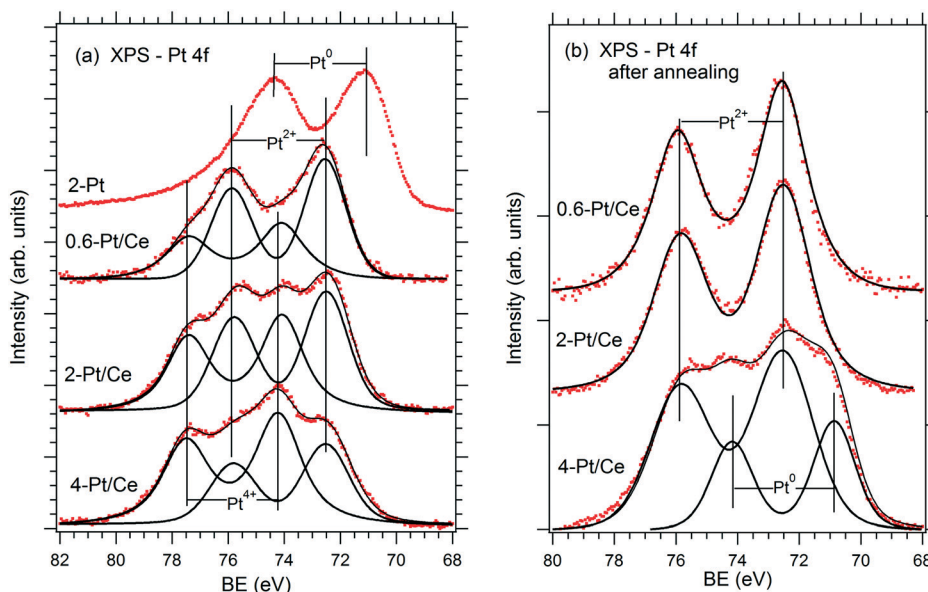 (a) XPS - Pt 4f
Pt⁰
Pt²⁺
2-Pt
0.6-Pt/Ce
2-Pt/Ce
4-Pt/Ce
Pt⁴⁺
82 80 78 76 74 72 70 68
BE (eV)
Intensity (arb. units)
(b) XPS - Pt 4f
after annealing
Pt²⁺
0.6-Pt/Ce
2-Pt/Ce
4-Pt/Ce
Pt⁰
80 78 76 74 72 70 68
BE (eV)
Intensity (arb. units)